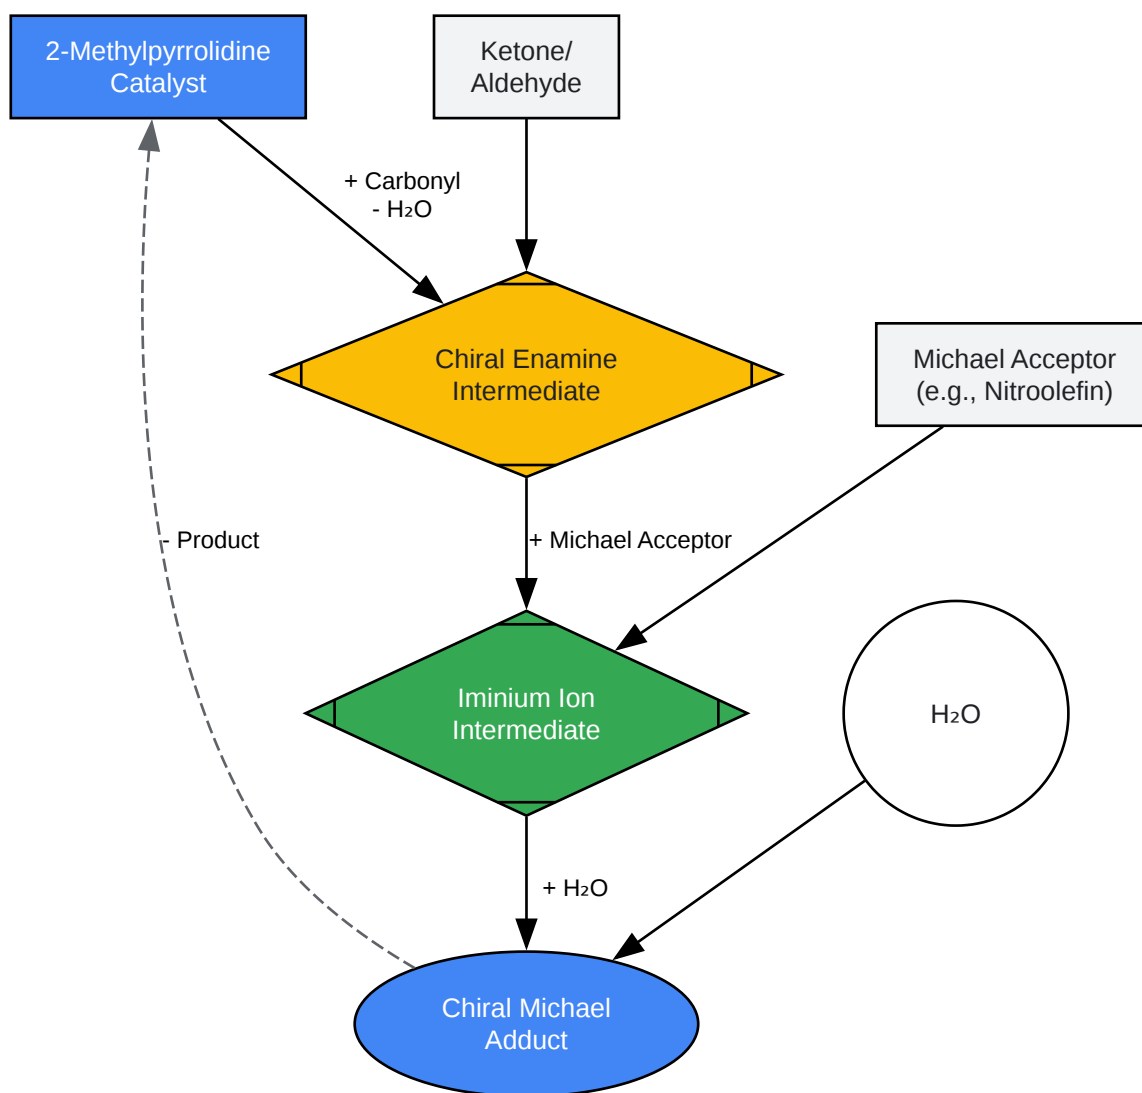 2-Methylpyrrolidine
Catalyst
Ketone/
Aldehyde
+ Carbonyl
- H₂O
Chiral Enamine
Intermediate
Michael Acceptor
(e.g., Nitroolefin)
- Product
+ Michael Acceptor
Iminium Ion
Intermediate
H₂O
+ H₂O
Chiral Michael
Adduct